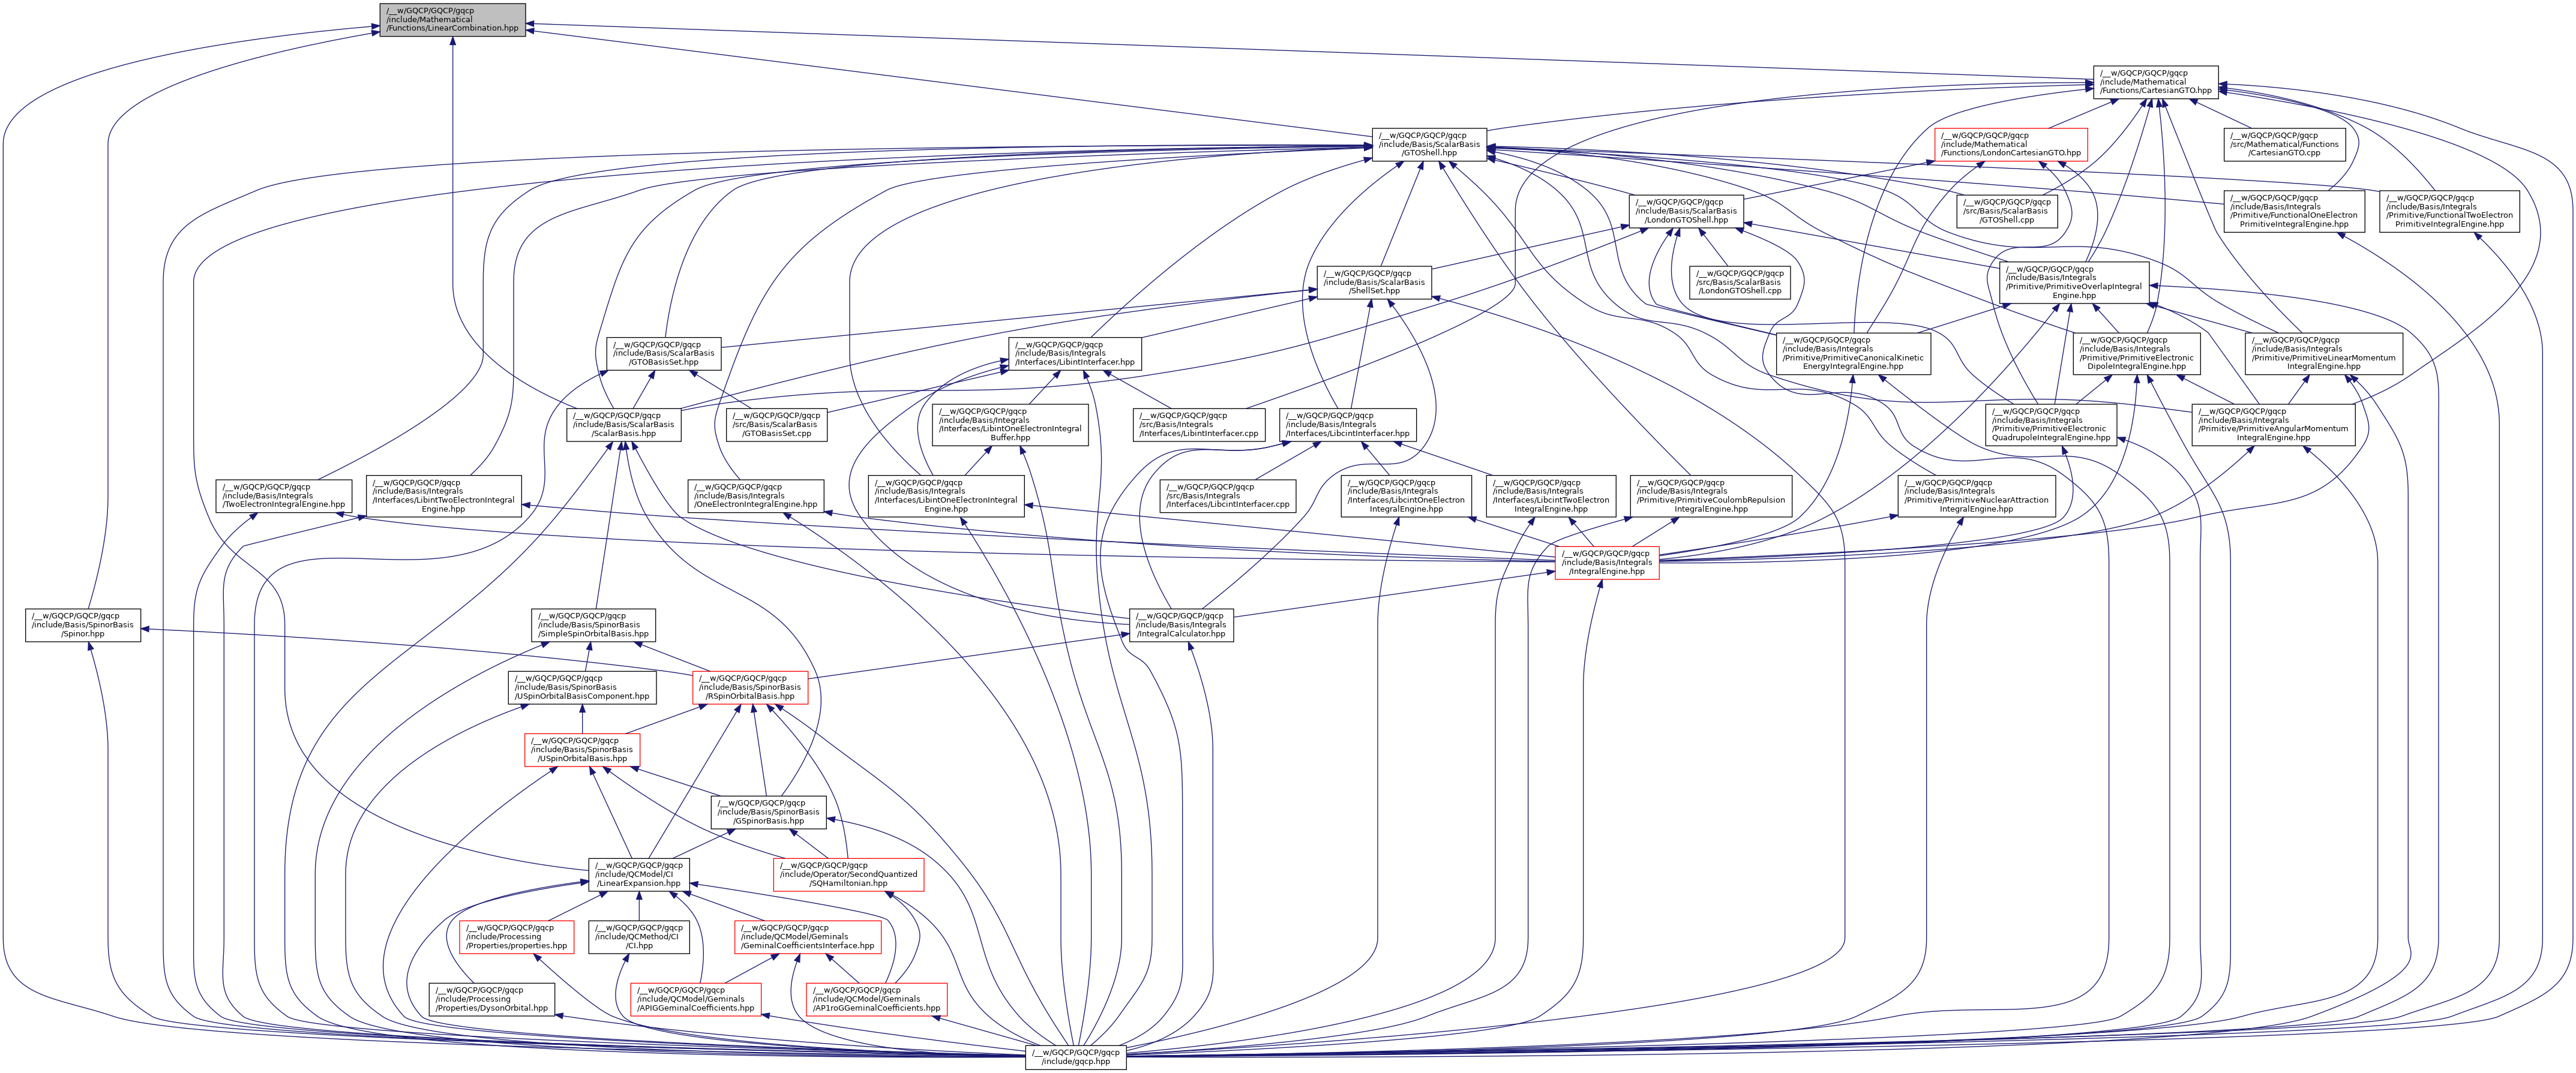 /__w/GQCP/GQCP/gqcp
/include/Mathematical
/Functions/LinearCombination.hpp
/__w/GQCP/GQCP/gqcp
/include/Mathematical
/Functions/CartesianGTO.hpp
/__w/GQCP/GQCP/gqcp
/include/Basis/ScalarBasis
/GTOShell.hpp
/__w/GQCP/GQCP/gqcp
/include/Mathematical
/Functions/LondonCartesianGTO.hpp
/__w/GQCP/GQCP/gqcp
/src/Mathematical/Functions
/CartesianGTO.cpp
/__w/GQCP/GQCP/gqcp
/include/Basis/ScalarBasis
/LondonGTOShell.hpp
/__w/GQCP/GQCP/gqcp
/src/Basis/ScalarBasis
/GTOShell.cpp
/__w/GQCP/GQCP/gqcp
/include/Basis/Integrals
/Primitive/FunctionalOneElectron
PrimitiveIntegralEngine.hpp
/__w/GQCP/GQCP/gqcp
/include/Basis/Integrals
/Primitive/FunctionalTwoElectron
PrimitiveIntegralEngine.hpp
/__w/GQCP/GQCP/gqcp
/include/Basis/ScalarBasis
/ShellSet.hpp
/__w/GQCP/GQCP/gqcp
/src/Basis/ScalarBasis
/LondonGTOShell.cpp
/__w/GQCP/GQCP/gqcp
/include/Basis/Integrals
/Primitive/PrimitiveOverlapIntegral
Engine.hpp
/__w/GQCP/GQCP/gqcp
/include/Basis/ScalarBasis
/GTOBasisSet.hpp
/__w/GQCP/GQCP/gqcp
/include/Basis/Integrals
/Interfaces/LibintInterfacer.hpp
/__w/GQCP/GQCP/gqcp
/include/Basis/Integrals
/Primitive/PrimitiveCanonicalKinetic
EnergyIntegralEngine.hpp
/__w/GQCP/GQCP/gqcp
/include/Basis/Integrals
/Primitive/PrimitiveElectronic
DipoleIntegralEngine.hpp
/__w/GQCP/GQCP/gqcp
/include/Basis/Integrals
/Primitive/PrimitiveLinearMomentum
IntegralEngine.hpp
/__w/GQCP/GQCP/gqcp
/include/Basis/ScalarBasis
/ScalarBasis.hpp
/__w/GQCP/GQCP/gqcp
/src/Basis/ScalarBasis
/GTOBasisSet.cpp
/__w/GQCP/GQCP/gqcp
/include/Basis/Integrals
/Interfaces/LibintOneElectronIntegral
Buffer.hpp
/__w/GQCP/GQCP/gqcp
/src/Basis/Integrals
/Interfaces/LibintInterfacer.cpp
/__w/GQCP/GQCP/gqcp
/include/Basis/Integrals
/Interfaces/LibcintInterfacer.hpp
/__w/GQCP/GQCP/gqcp
/include/Basis/Integrals
/Primitive/PrimitiveElectronic
QuadrupoleIntegralEngine.hpp
/__w/GQCP/GQCP/gqcp
/include/Basis/Integrals
/Primitive/PrimitiveAngularMomentum
IntegralEngine.hpp
/__w/GQCP/GQCP/gqcp
/include/Basis/Integrals
/TwoElectronIntegralEngine.hpp
/__w/GQCP/GQCP/gqcp
/include/Basis/Integrals
/Interfaces/LibintTwoElectronIntegral
Engine.hpp
/__w/GQCP/GQCP/gqcp
/include/Basis/Integrals
/OneElectronIntegralEngine.hpp
/__w/GQCP/GQCP/gqcp
/include/Basis/Integrals
/Interfaces/LibintOneElectronIntegral
Engine.hpp
/__w/GQCP/GQCP/gqcp
/src/Basis/Integrals
/Interfaces/LibcintInterfacer.cpp
/__w/GQCP/GQCP/gqcp
/include/Basis/Integrals
/Interfaces/LibcintOneElectron
IntegralEngine.hpp
/__w/GQCP/GQCP/gqcp
/include/Basis/Integrals
/Interfaces/LibcintTwoElectron
IntegralEngine.hpp
/__w/GQCP/GQCP/gqcp
/include/Basis/Integrals
/Primitive/PrimitiveCoulombRepulsion
IntegralEngine.hpp
/__w/GQCP/GQCP/gqcp
/include/Basis/Integrals
/Primitive/PrimitiveNuclearAttraction
IntegralEngine.hpp
/__w/GQCP/GQCP/gqcp
/include/Basis/Integrals
/IntegralEngine.hpp
/__w/GQCP/GQCP/gqcp
/include/Basis/SpinorBasis
/Spinor.hpp
/__w/GQCP/GQCP/gqcp
/include/Basis/SpinorBasis
/SimpleSpinOrbitalBasis.hpp
/__w/GQCP/GQCP/gqcp
/include/Basis/Integrals
/IntegralCalculator.hpp
/__w/GQCP/GQCP/gqcp
/include/Basis/SpinorBasis
/USpinOrbitalBasisComponent.hpp
/__w/GQCP/GQCP/gqcp
/include/Basis/SpinorBasis
/RSpinOrbitalBasis.hpp
/__w/GQCP/GQCP/gqcp
/include/Basis/SpinorBasis
/USpinOrbitalBasis.hpp
/__w/GQCP/GQCP/gqcp
/include/Basis/SpinorBasis
/GSpinorBasis.hpp
/__w/GQCP/GQCP/gqcp
/include/QCModel/CI
/LinearExpansion.hpp
/__w/GQCP/GQCP/gqcp
/include/Operator/SecondQuantized
/SQHamiltonian.hpp
/__w/GQCP/GQCP/gqcp
/include/Processing
/Properties/properties.hpp
/__w/GQCP/GQCP/gqcp
/include/QCMethod/CI
/CI.hpp
/__w/GQCP/GQCP/gqcp
/include/QCModel/Geminals
/GeminalCoefficientsInterface.hpp
/__w/GQCP/GQCP/gqcp
/include/Processing
/Properties/DysonOrbital.hpp
/__w/GQCP/GQCP/gqcp
/include/QCModel/Geminals
/APIGGeminalCoefficients.hpp
/__w/GQCP/GQCP/gqcp
/include/QCModel/Geminals
/AP1roGGeminalCoefficients.hpp
/__w/GQCP/GQCP/gqcp
/include/gqcp.hpp